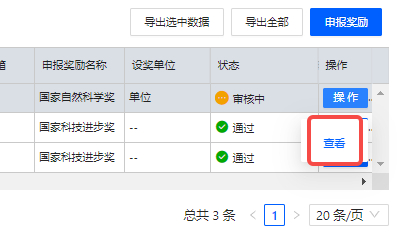 导出选中数据 导出全部 申报奖励
箱 申报奖励名称 设奖单位 状态 操作
国家自然科学奖 单位 审核中 操作
国家科技进步奖 -- 通过
查看
国家科技进步奖 -- 通过
总共 3 条 < 1 > 20 条/页